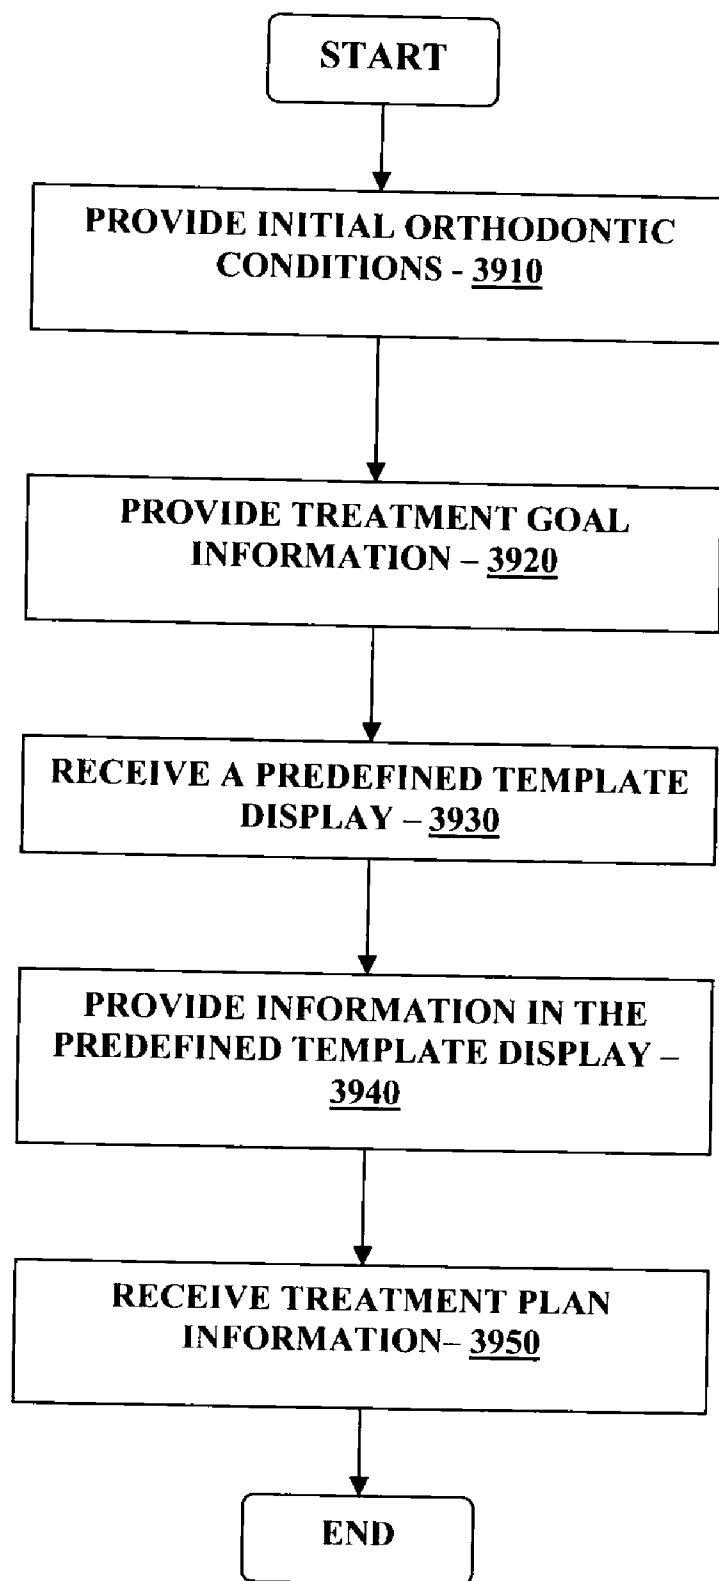 START
PROVIDE INITIAL ORTHODONTIC
CONDITIONS - 3910
PROVIDE TREATMENT GOAL
INFORMATION – 3920
RECEIVE A PREDEFINED TEMPLATE
DISPLAY – 3930
PROVIDE INFORMATION IN THE
PREDEFINED TEMPLATE DISPLAY –
3940
RECEIVE TREATMENT PLAN
INFORMATION– 3950
END